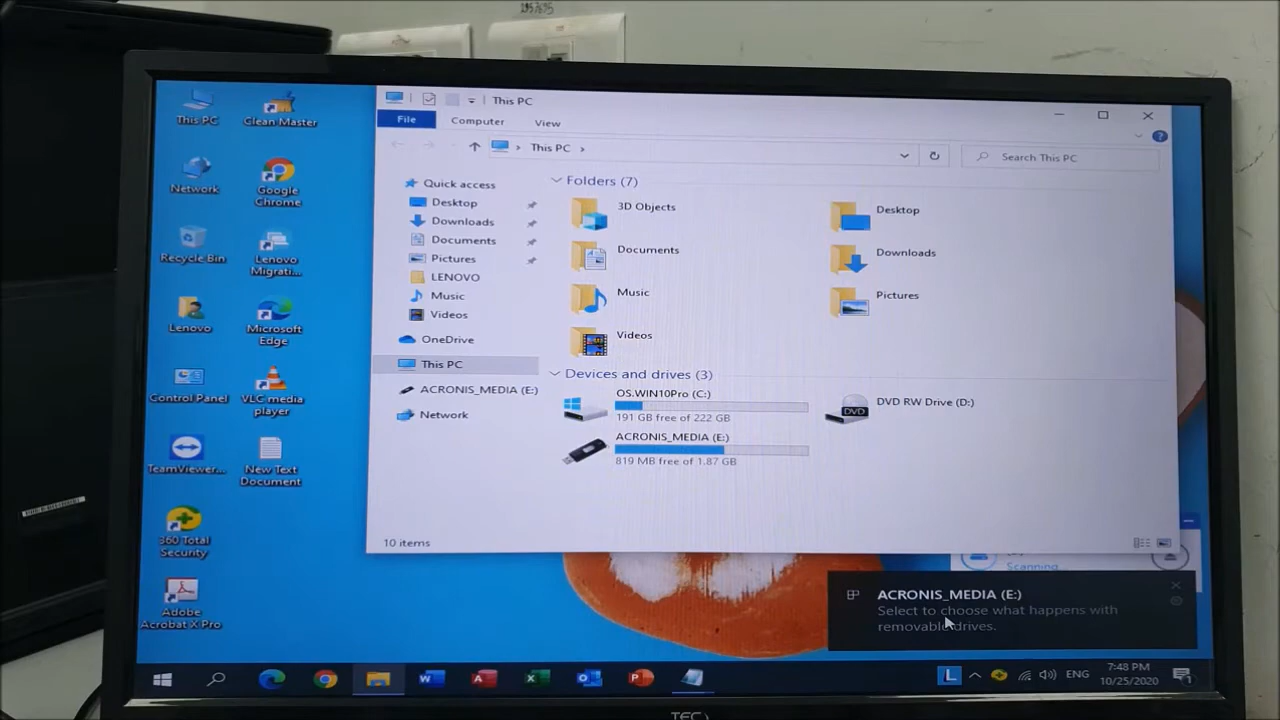 This PC
Clean Master
Network
Google
Chrome
Recycle Bin
Lenovo
Migrati...
Lenovo
Microsoft
Edge
Control Panel
VLC media
player
TeamViewer...
New Text
Document
360 Total
Security
Adobe
Acrobat X Pro
This PC
File
Computer
View
This PC
Search This PC
Quick access
Desktop
Downloads
Documents
Pictures
LENOVO
Music
Videos
OneDrive
This PC
ACRONIS_MEDIA (E:)
Network
Folders (7)
3D Objects
Desktop
Documents
Downloads
Music
Pictures
Videos
Devices and drives (3)
OS.WIN10Pro (C:)
191 GB free of 222 GB
DVD
DVD RW Drive (D:)
ACRONIS_MEDIA (E:)
819 MB free of 1.87 GB
10 items
Scanning...
ACRONIS_MEDIA (E:)
Select to choose what happens with
removable drives.
L
ENG
7:48 PM
10/25/2020